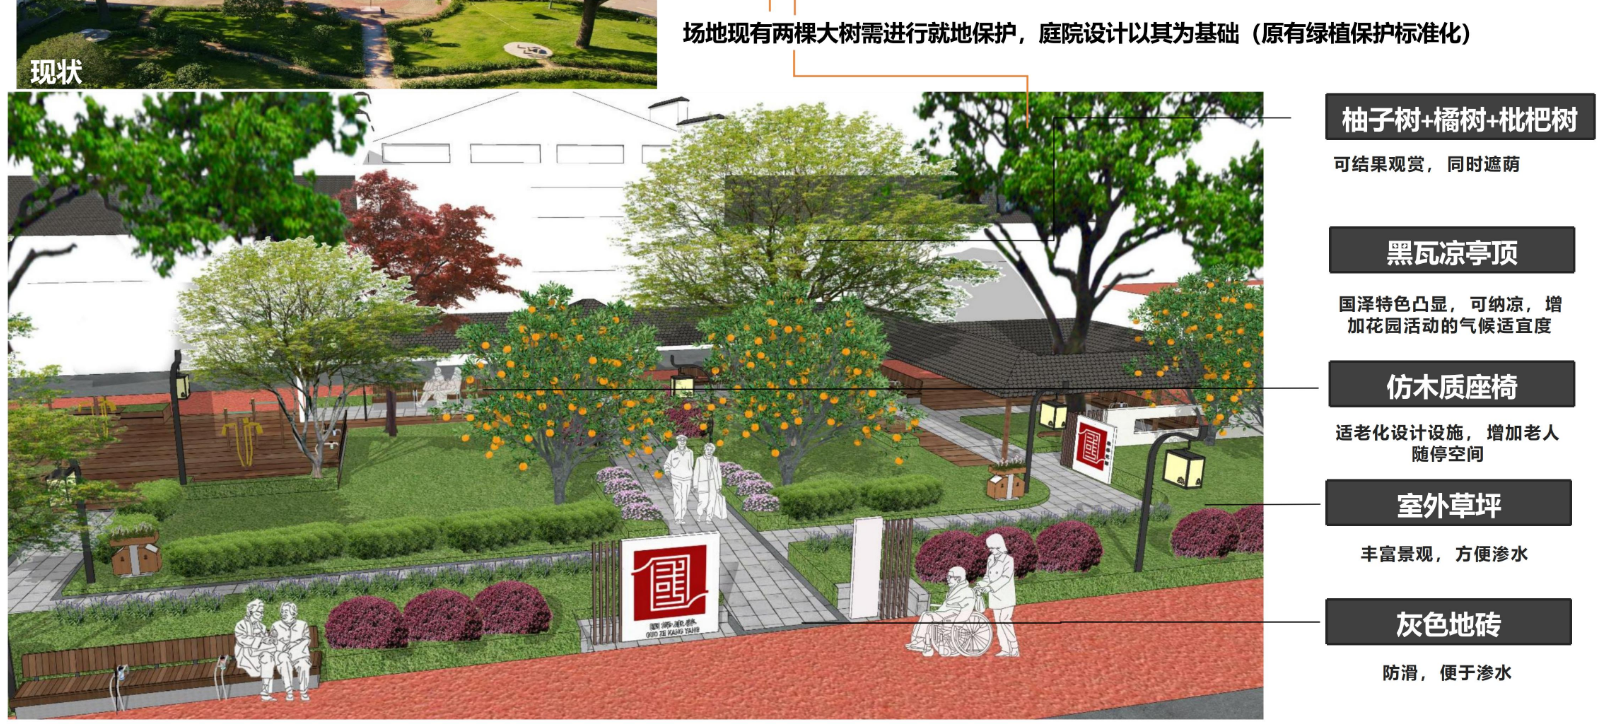 场地现有两棵大树需进行就地保护，庭院设计以其为基础（原有绿植保护标准化）
现状
柚子树+橘树+枇杷树
可结果观赏，同时遮荫
黑瓦凉亭顶
国泽特色凸显，可纳凉，增
加花园活动的气候适宜度
仿木质座椅
适老化设计设施，增加老人
随停空间
室外草坪
丰富景观，方便渗水
灰色地砖
防滑，便于渗水
GUO ZE KANG YANG